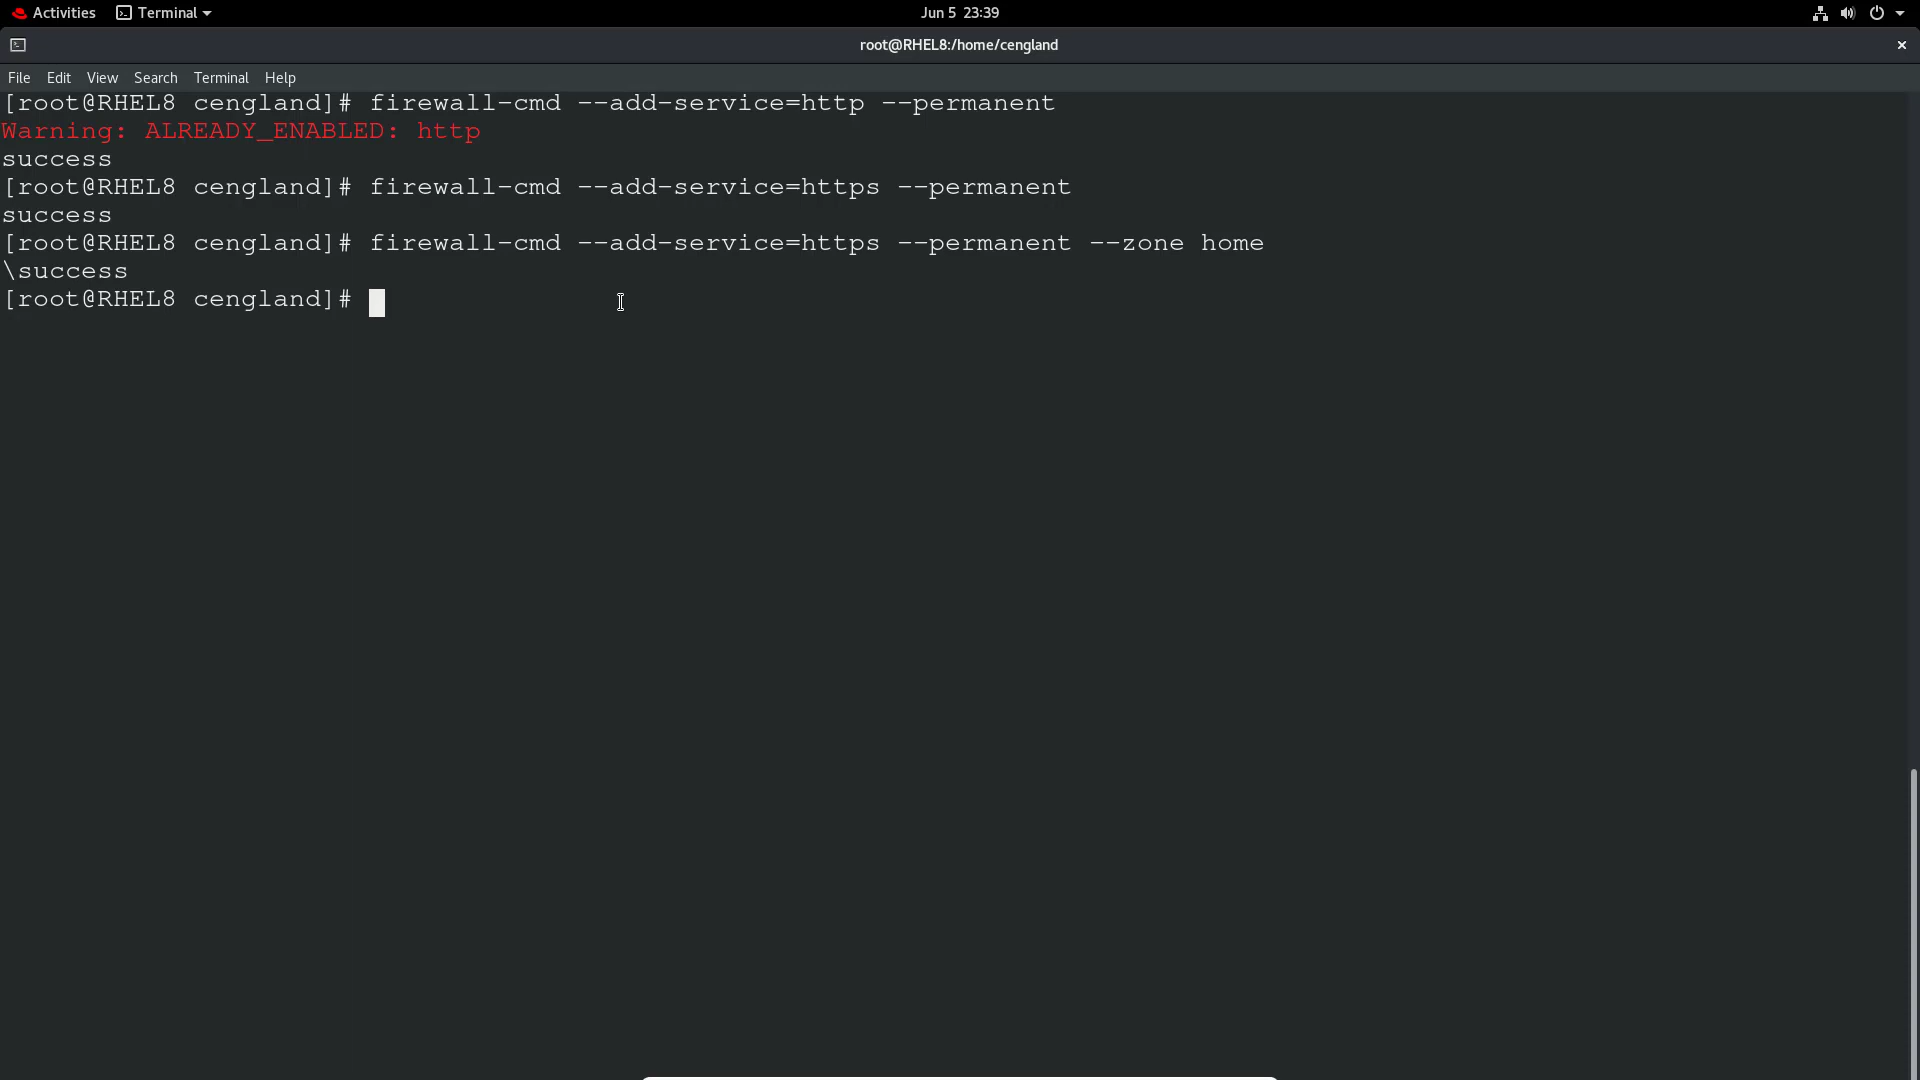 Activities Terminal Jun 5 23:39
root@RHEL8:/home/cengland
File Edit View Search Terminal Help
[root@RHEL8 cengland]# firewall-cmd --add-service=http --permanent
Warning: ALREADY_ENABLED: http
success
[root@RHEL8 cengland]# firewall-cmd --add-service=https --permanent
success
[root@RHEL8 cengland]# firewall-cmd --add-service=https --permanent --zone home
\success
[root@RHEL8 cengland]#